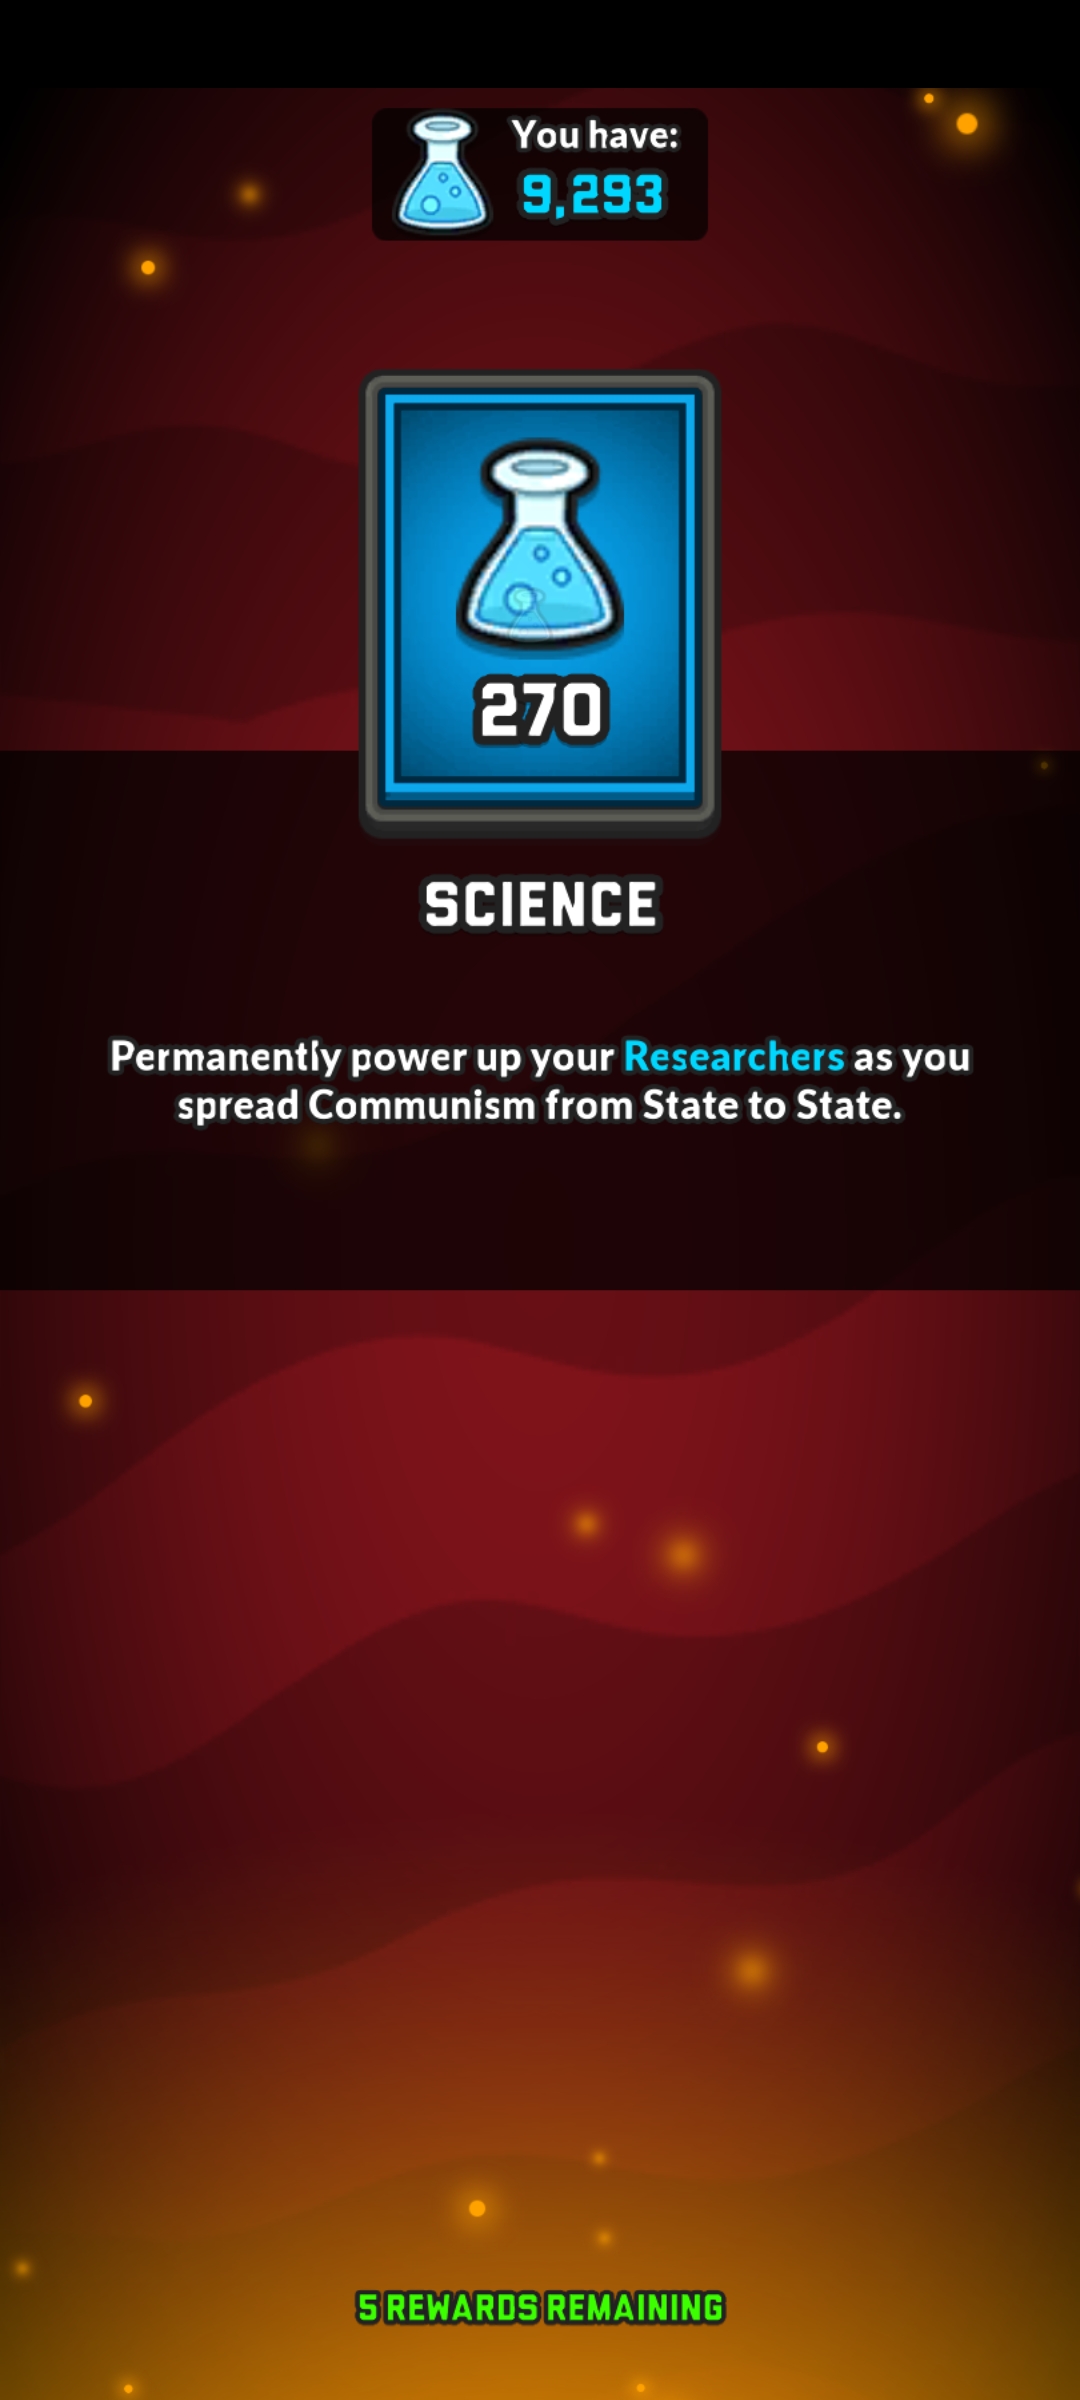 You have:
9,293
270
SCIENCE
Permanently power up your Researchers as you
spread Communism from State to State.
5 REWARDS REMAINING